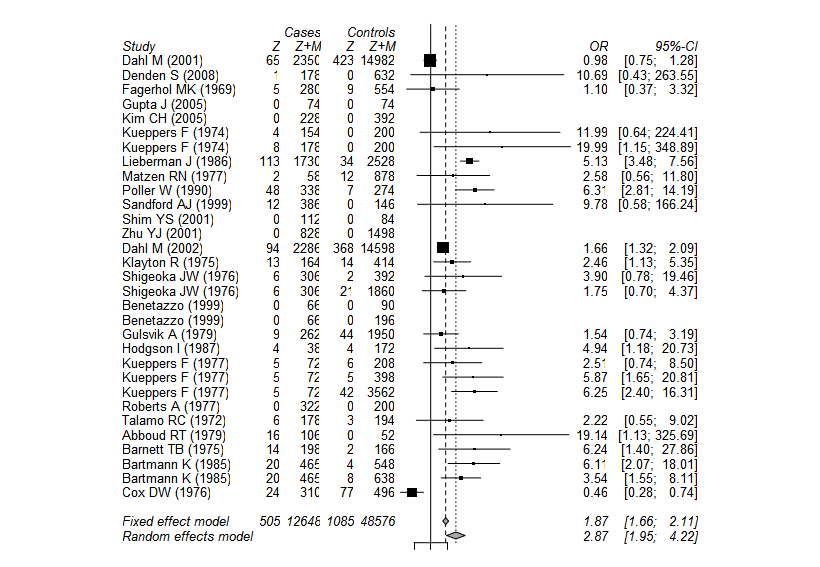 Cases Controls
Study Z Z+M Z Z+M OR 95%-CI
Dahl M (2001) 65 2350 423 14982 0.98 [0.75; 1.28]
Denden S (2008) 1 178 0 632 10.69 [0.43; 263.55]
Fagerhol MK (1969) 5 280 9 554 1.10 [0.37; 3.32]
Gupta J (2005) 0 74 0 74
Kim CH (2005) 0 228 0 392
Kueppers F (1974) 4 154 0 200 11.99 [0.64; 224.41]
Kueppers F (1974) 8 178 0 200 19.99 [1.15; 348.89]
Lieberman J (1986) 113 1730 34 2528 5.13 [3.48; 7.56]
Matzen RN (1977) 2 58 12 878 2.58 [0.56; 11.80]
Poller W (1990) 48 338 7 274 6.31 [2.81; 14.19]
Sandford AJ (1999) 12 386 0 146 9.78 [0.58; 166.24]
Shim YS (2001) 0 112 0 84
Zhu YJ (2001) 0 828 0 1498
Dahl M (2002) 94 2286 368 14598 1.66 [1.32; 2.09]
Klayton R (1975) 13 164 14 414 2.46 [1.13; 5.35]
Shigeoka JW (1976) 6 306 2 392 3.90 [0.78; 19.46]
Shigeoka JW (1976) 6 306 21 1860 1.75 [0.70; 4.37]
Benetazzo (1999) 0 66 0 90
Benetazzo (1999) 0 66 0 196
Gulsvik A (1979) 9 262 44 1950 1.54 [0.74; 3.19]
Hodgson I (1987) 4 38 4 172 4.94 [1.18; 20.73]
Kueppers F (1977) 5 72 6 208 2.51 [0.74; 8.50]
Kueppers F (1977) 5 72 5 398 5.87 [1.65; 20.81]
Kueppers F (1977) 5 72 42 3562 6.25 [2.40; 16.31]
Roberts A (1977) 0 322 0 200
Talamo RC (1972) 6 178 3 194 2.22 [0.55; 9.02]
Abboud RT (1979) 16 106 0 52 19.14 [1.13; 325.69]
Barnett TB (1975) 14 198 2 166 6.24 [1.40; 27.86]
Bartmann K (1985) 20 465 4 548 6.11 [2.07; 18.01]
Bartmann K (1985) 20 465 8 638 3.54 [1.55; 8.11]
Cox DW (1976) 24 310 77 496 0.46 [0.28; 0.74]
Fixed effect model 505 12648 1085 48576 1.87 [1.66; 2.11]
Random effects model 2.87 [1.95; 4.22]